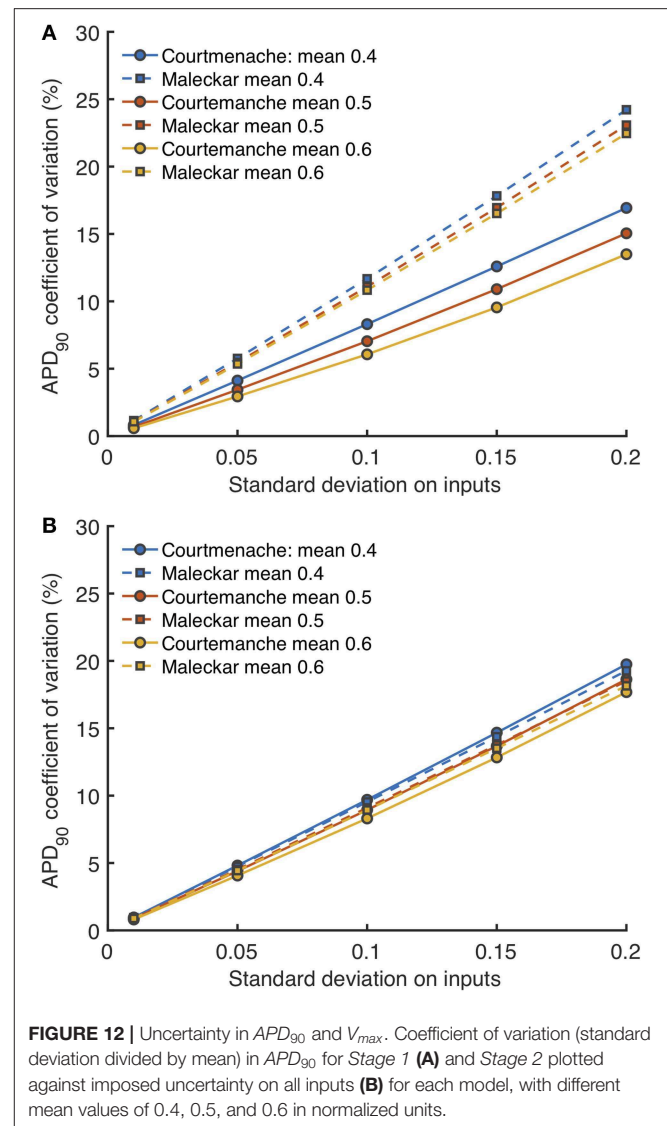 A
Courtmenache: mean 0.4
Maleckar mean 0.4
Courtemanche mean 0.5
Maleckar mean 0.5
Courtemanche mean 0.6
Maleckar mean 0.6
APD90 coefficient of variation (%)
30
25
20
15
10
5
0
0 0.05 0.1 0.15 0.2
Standard deviation on inputs
B
Courtmenache: mean 0.4
Maleckar mean 0.4
Courtemanche mean 0.5
Maleckar mean 0.5
Courtemanche mean 0.6
Maleckar mean 0.6
APD90 coefficient of variation (%)
30
25
20
15
10
5
0
0 0.05 0.1 0.15 0.2
Standard deviation on inputs
FIGURE 12 | Uncertainty in APD90 and Vmax. Coefficient of variation (standard
deviation divided by mean) in APD90 for Stage 1 (A) and Stage 2 plotted
against imposed uncertainty on all inputs (B) for each model, with different
mean values of 0.4, 0.5, and 0.6 in normalized units.